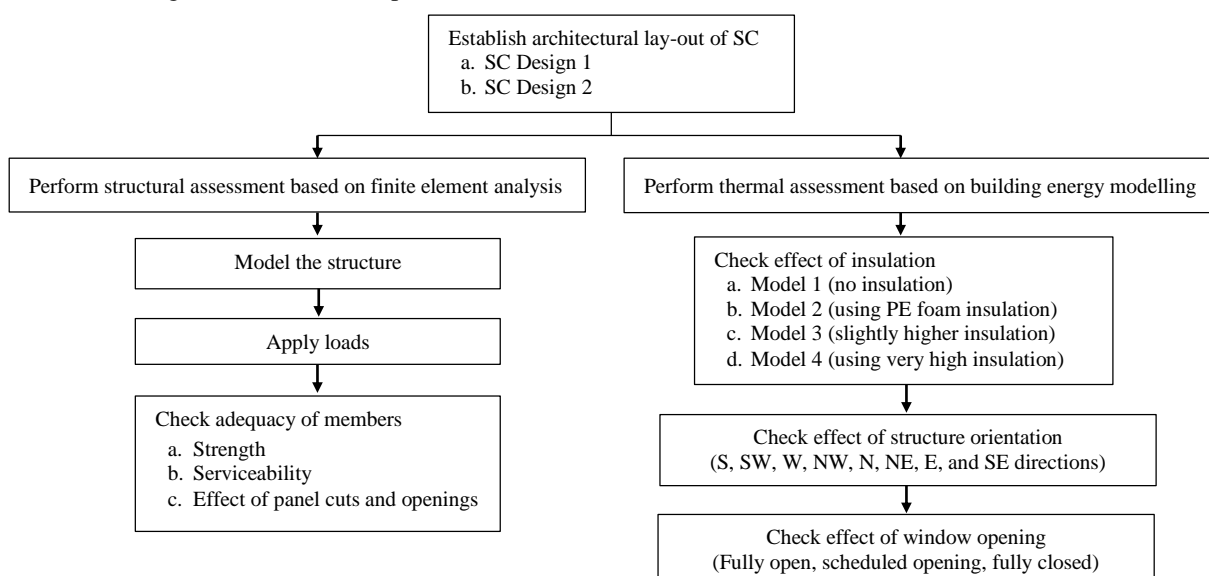 Establish architectural lay-out of SC
a. SC Design 1
b. SC Design 2
Perform structural assessment based on finite element analysis
Model the structure
Apply loads
Check adequacy of members
a. Strength
b. Serviceability
c. Effect of panel cuts and openings
Perform thermal assessment based on building energy modelling
Check effect of insulation
a. Model 1 (no insulation)
b. Model 2 (using PE foam insulation)
c. Model 3 (slightly higher insulation)
d. Model 4 (using very high insulation)
Check effect of structure orientation
(S, SW, W, NW, N, NE, E, and SE directions)
Check effect of window opening
(Fully open, scheduled opening, fully closed)